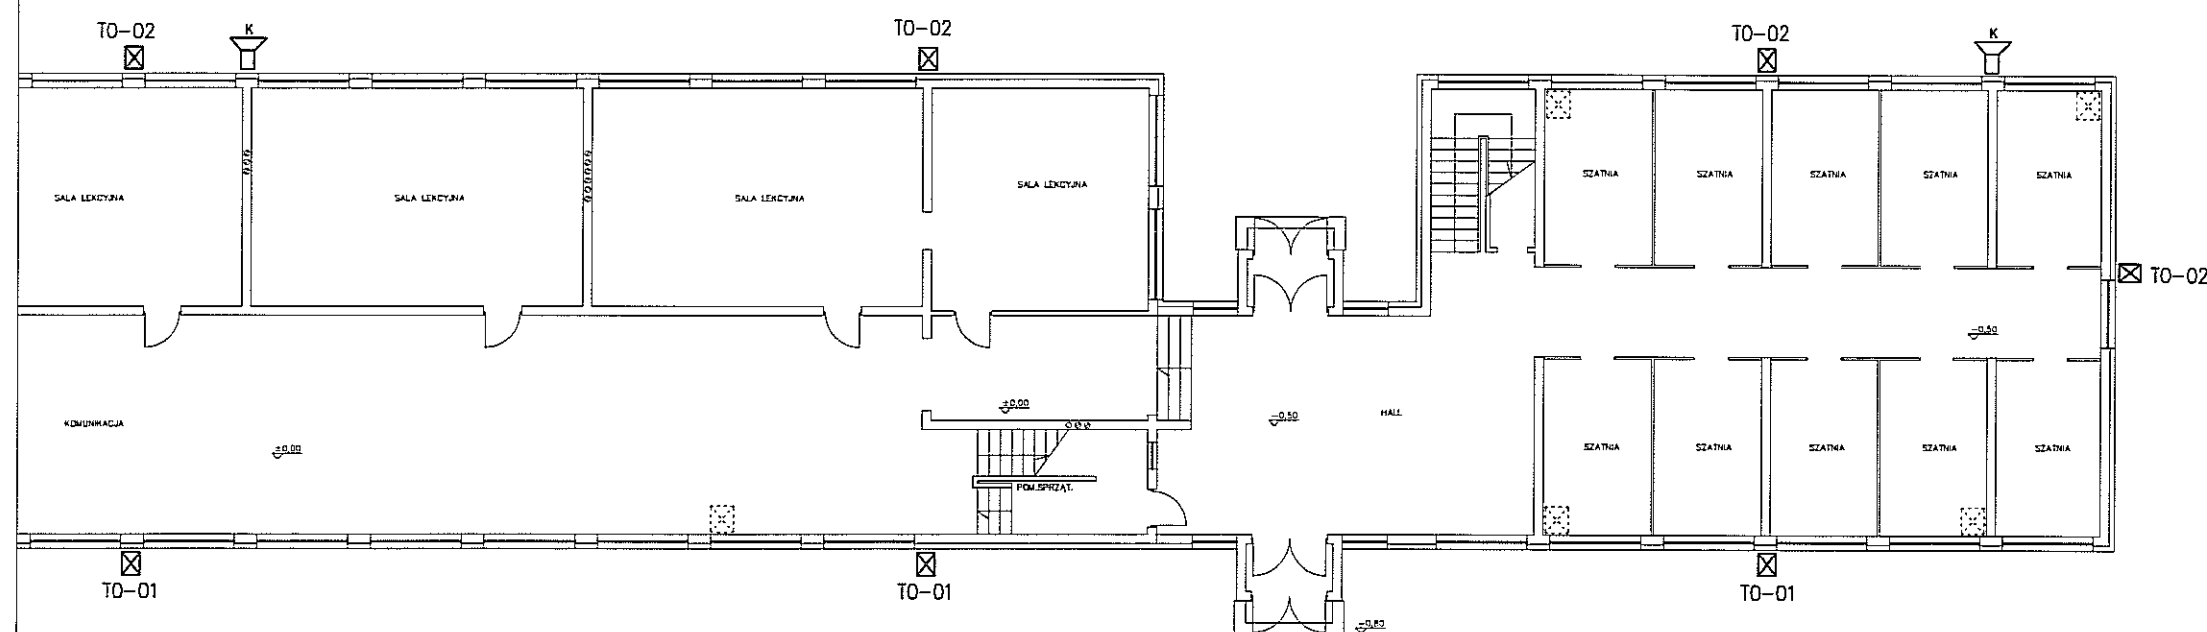 TO-02
K
TO-02
TO-02
K
SALA LEKCYJNA
SALA LEKCYJNA
SALA LEKCYJNA
SALA LEKCYJNA
SZATNIA
SZATNIA
SZATNIA
SZATNIA
SZATNIA
TO-02
-0,50
KOMUNIKACJA
±0,00
±0,00
-0,50
HALL
SZATNIA
SZATNIA
SZATNIA
SZATNIA
SZATNIA
POM.SPRZĄT.
TO-01
TO-01
TO-01
-0,80